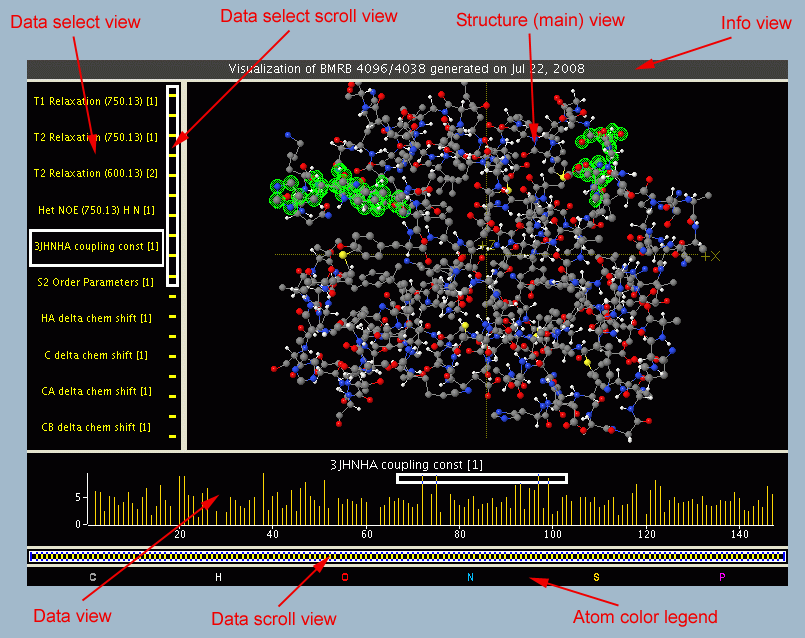 Data select view
Data select scroll view
Structure (main) view
Info view
Visualization of BMRB 4096/4038 generated on Jul 22, 2008
T1 Relaxation (750.13) [1]
T2 Relaxation (750.13) [1]
T2 Relaxation (600.13) [2]
Het NOE (750.13) H N [1]
3JHNHA coupling const [1]
S2 Order Parameters [1]
HA delta chem shift [1]
C delta chem shift [1]
CA delta chem shift [1]
CB delta chem shift [1]
X
3JHNHA coupling const [1]
5
0
20 40 60 80 100 120 140
C H O N S P
Data view
Data scroll view
Atom color legend